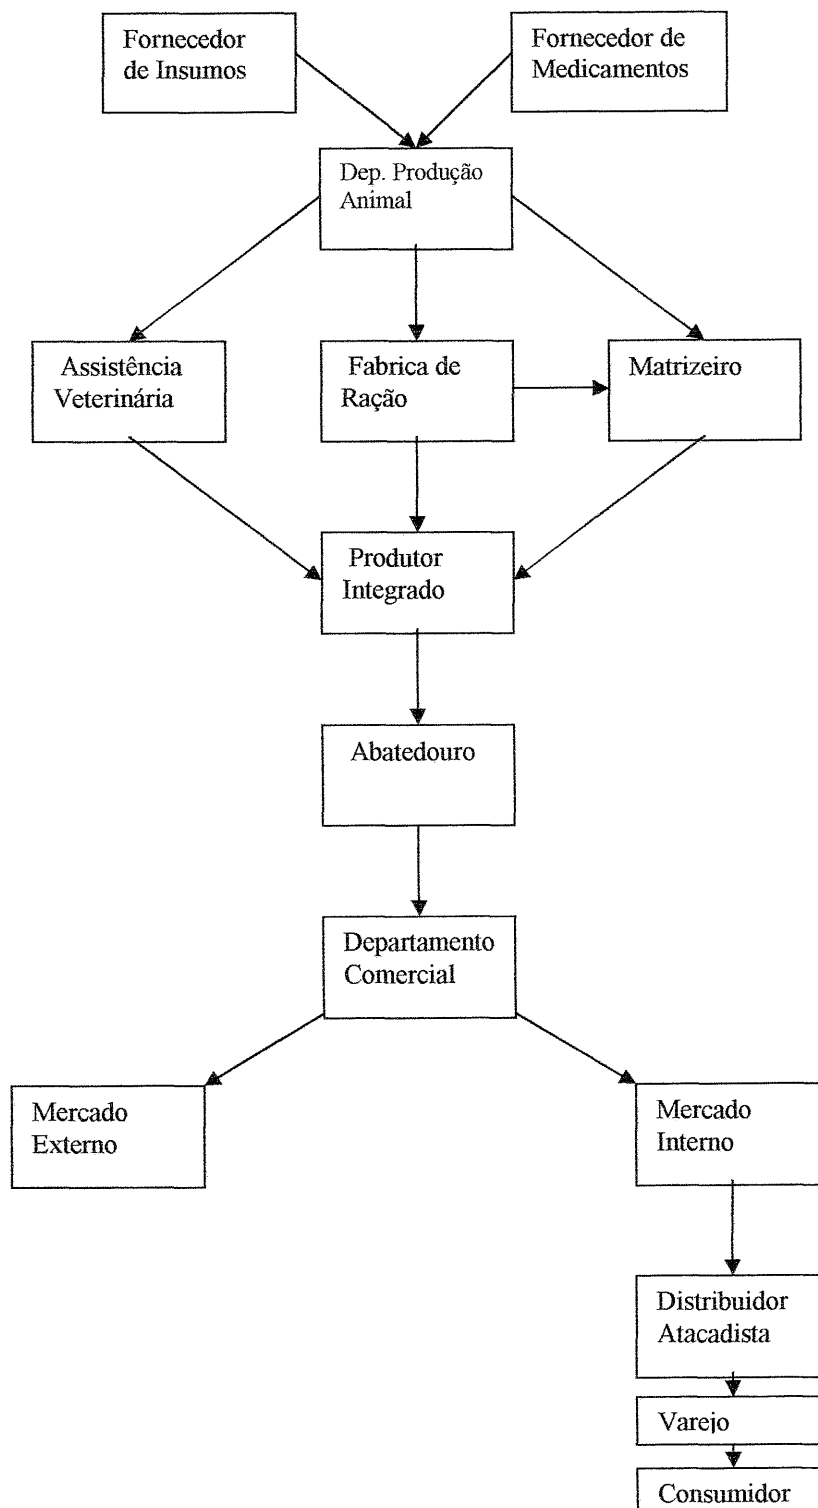 Fornecedor
de Insumos
Fornecedor de
Medicamentos
Dep. Produção
Animal
Assistência
Veterinária
Fabrica de
Ração
Matrizeiro
Produtor
Integrado
Abatedouro
Departamento
Comercial
Mercado
Externo
Mercado
Interno
Distribuidor
Atacadista
Varejo
Consumidor